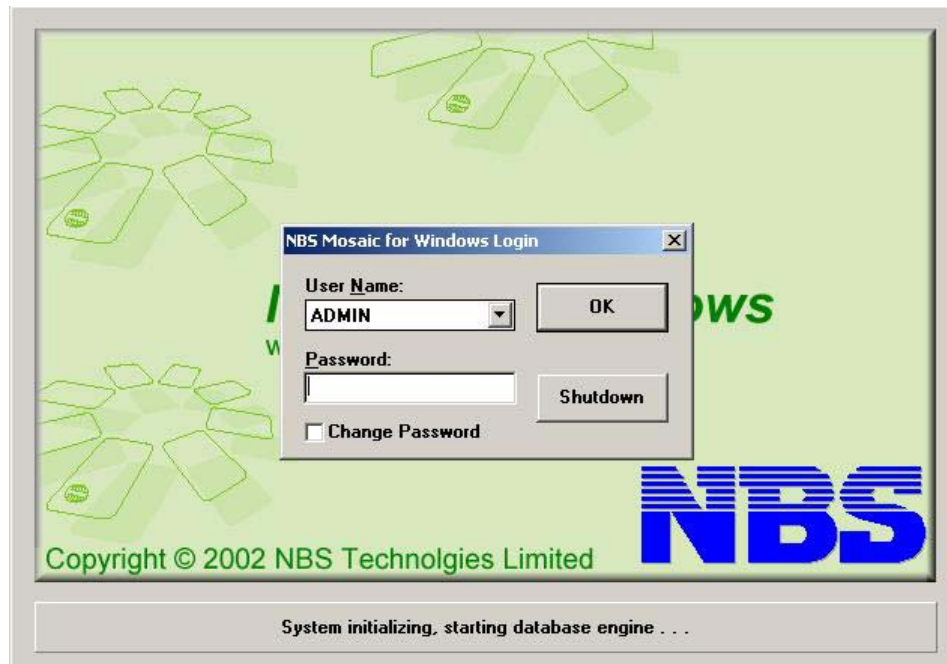 NBS Mosaic for Windows Login
User Name:
ADMIN
OK
ows
Password:
Shutdown
Change Password
NBS
Copyright © 2002 NBS Technolgies Limited
System initializing, starting database engine . . .